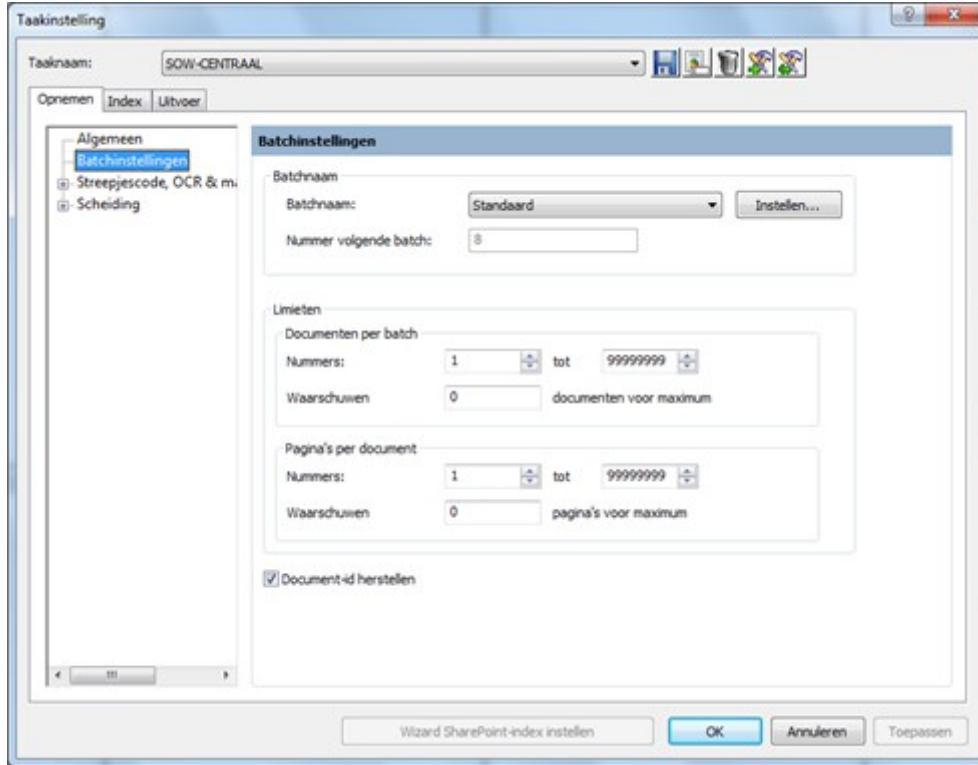 Taakinstelling
Taaknaam: SOW-CENTRAAL
Opnemen Index Uitvoer
Algemeen
Batchinstellingen
Streepjescode, OCR & ma
Scheiding
Batchinstellingen
Batchnaam
Batchnaam: Standaard Instellen...
Nummer volgende batch: 8
Limieten
Documenten per batch
Nummers: 1 tot 99999999
Waarschuwen 0 documenten voor maximum
Pagina's per document
Nummers: 1 tot 99999999
Waarschuwen 0 pagina's voor maximum
Document-id herstellen
Wizard SharePoint-index instellen OK Annuleren Toepassen